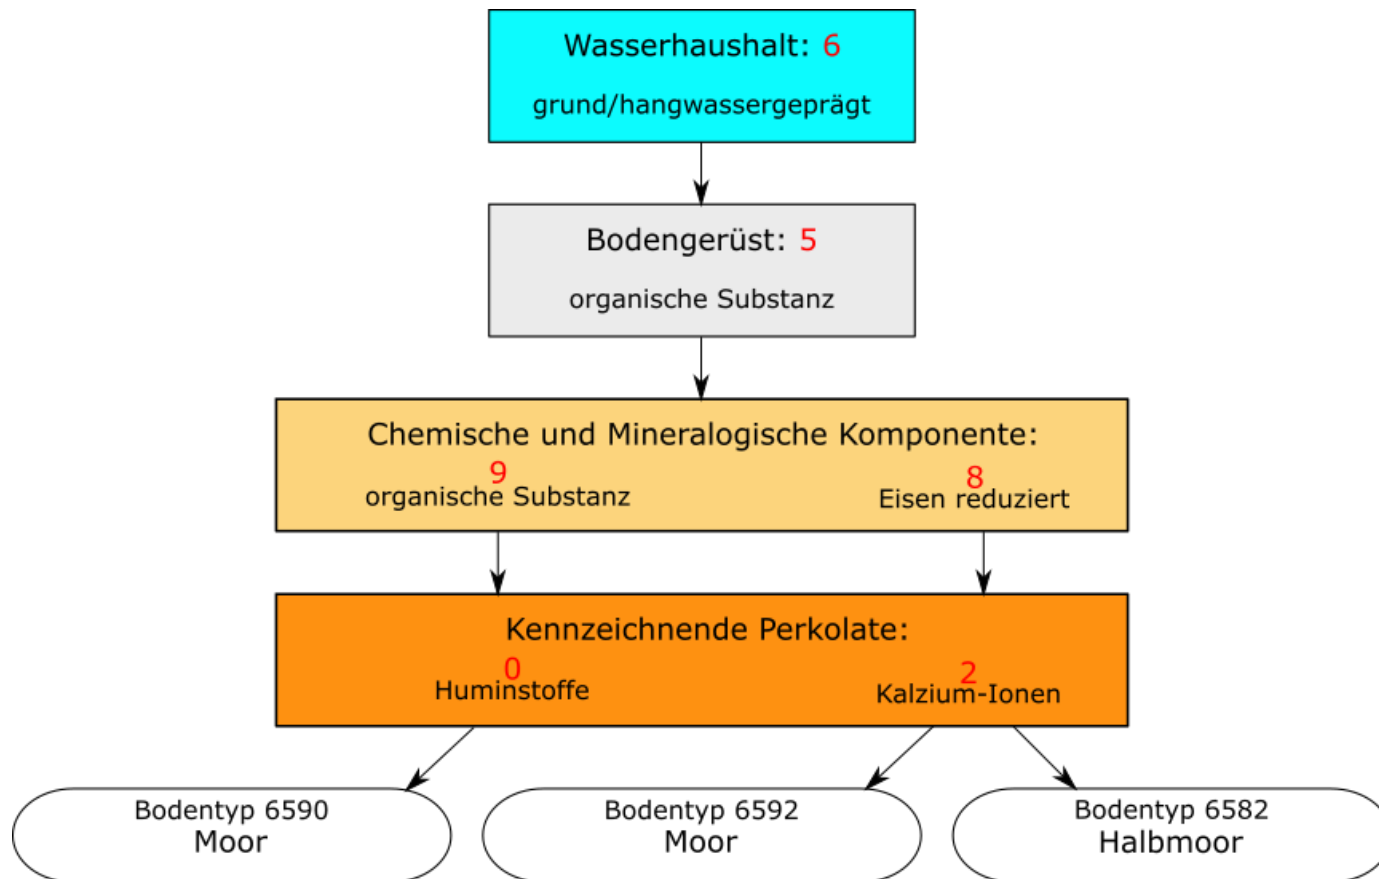 Wasserhaushalt: 6
grund/hangwassergeprägt
Bodengerüst: 5
organische Substanz
Chemische und Mineralogische Komponente:
9 8
organische Substanz Eisen reduziert
Kennzeichnende Perkolate:
0 2
Huminstoffe Kalzium-Ionen
Bodentyp 6590 Bodentyp 6592 Bodentyp 6582
Moor Moor Halbmoor